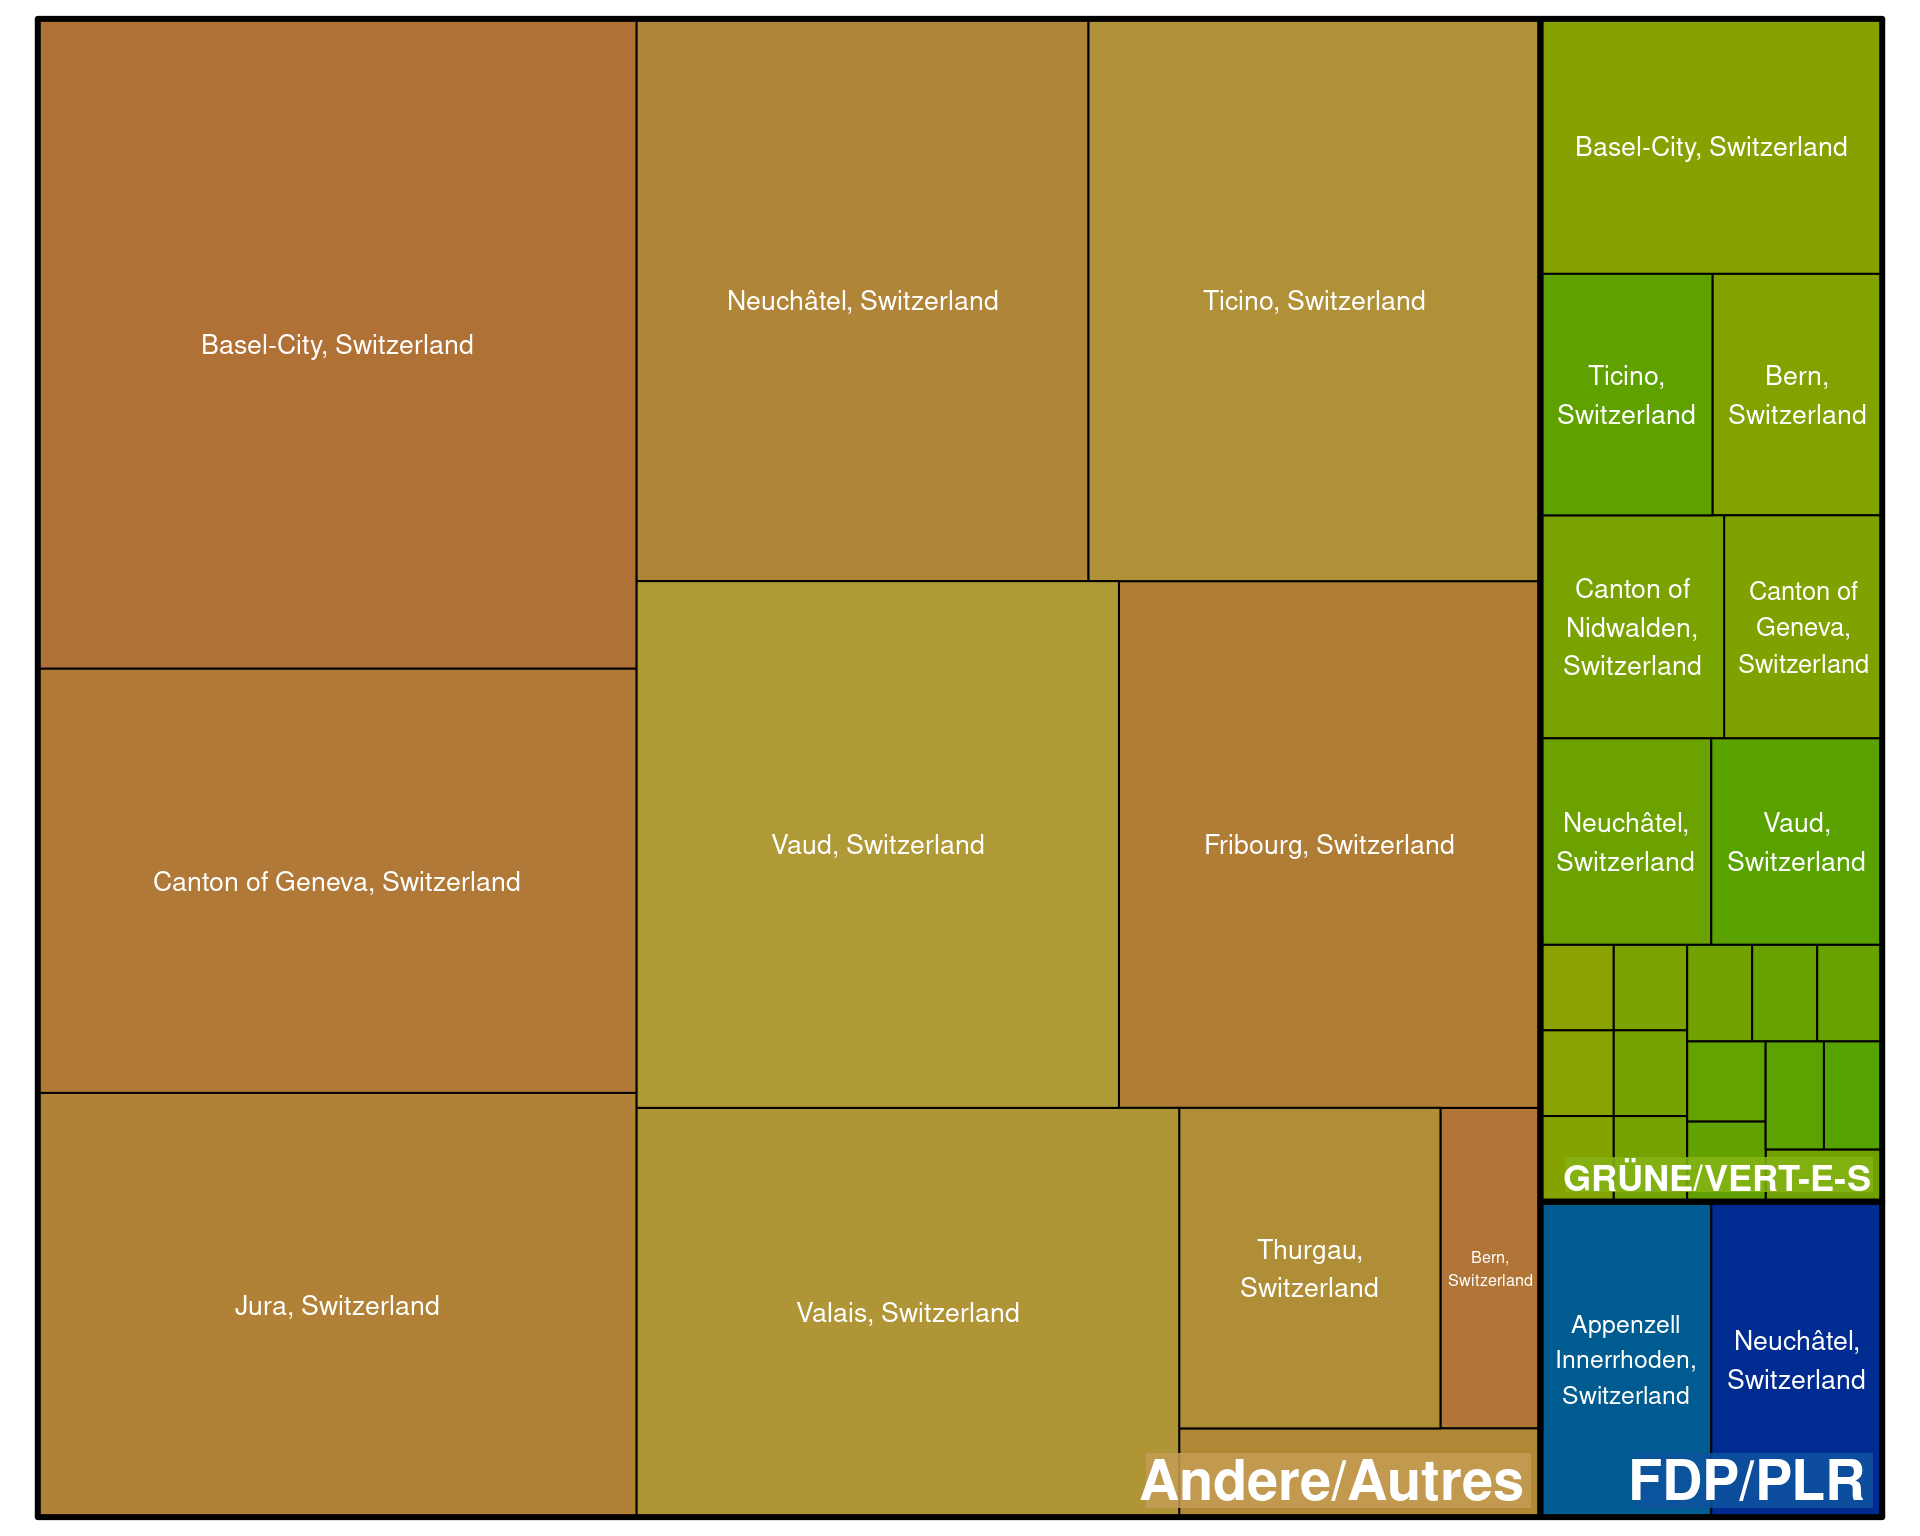 Basel-City, Switzerland
Canton of Geneva, Switzerland
Jura, Switzerland
Neuchâtel, Switzerland
Ticino, Switzerland
Vaud, Switzerland
Fribourg, Switzerland
Valais, Switzerland
Thurgau,
Switzerland
Bern,
Switzerland
Andere/Autres
Basel-City, Switzerland
Ticino,
Switzerland
Bern,
Switzerland
Canton of
Nidwalden,
Switzerland
Canton of
Geneva,
Switzerland
Neuchâtel,
Switzerland
Vaud,
Switzerland
GRÜNE/VERT-E-S
Appenzell
Innerrhoden,
Switzerland
Neuchâtel,
Switzerland
FDP/PLR